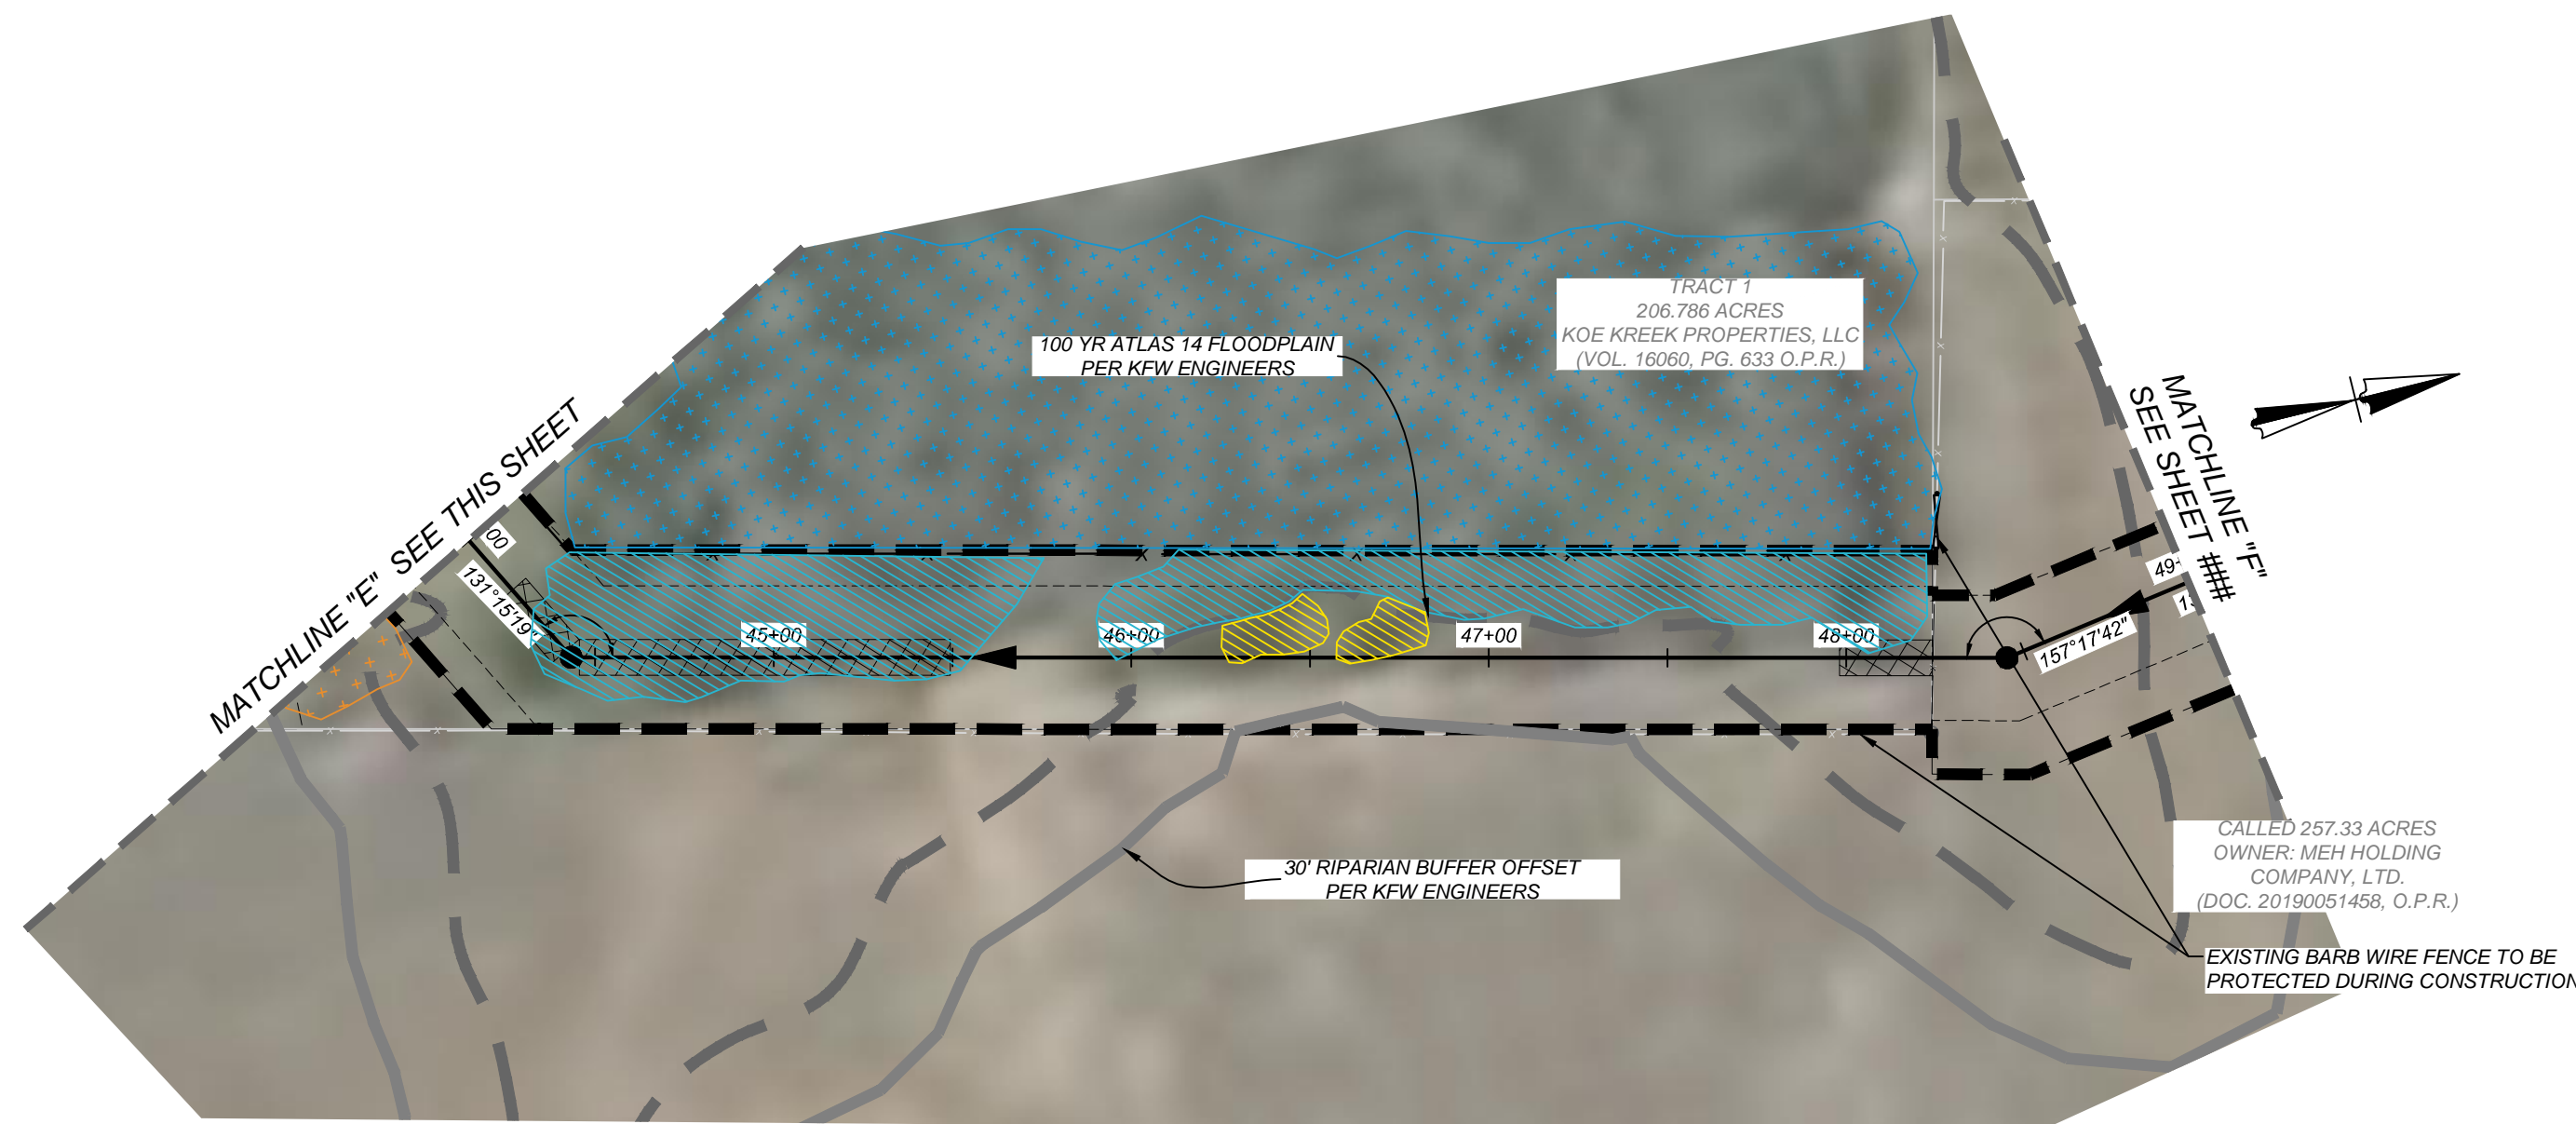 TRACT 1
206.786 ACRES
KOE KREEK PROPERTIES, LLC
(VOL. 16060, PG. 633 O.P.R.)
100 YR ATLAS 14 FLOODPLAIN
PER KFW ENGINEERS
MATCHLINE "E" SEE THIS SHEET
MATCHLINE "F"
SEE SHEET ###
00
131°15'19"
45+00
46+00
47+00
48+00
49+
157°17'42"
30' RIPARIAN BUFFER OFFSET
PER KFW ENGINEERS
CALLED 257.33 ACRES
OWNER: MEH HOLDING
COMPANY, LTD.
(DOC. 20190051458, O.P.R.)
EXISTING BARB WIRE FENCE TO BE
PROTECTED DURING CONSTRUCTION